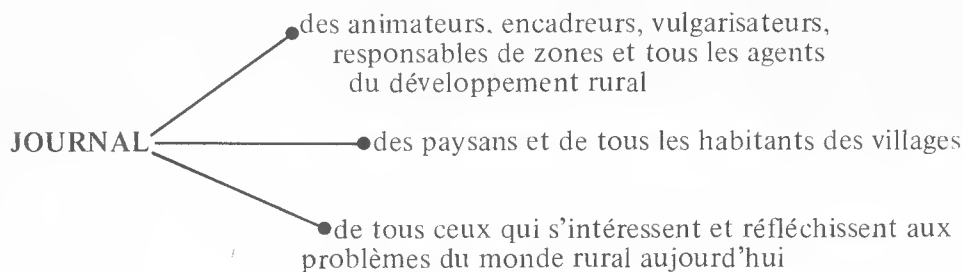 des animateurs, encadreurs, vulgarisateurs,
responsables de zones et tous les agents
du développement rural
JOURNAL
des paysans et de tous les habitants des villages
de tous ceux qui s'intéressent et réfléchissent aux
problèmes du monde rural aujourd'hui